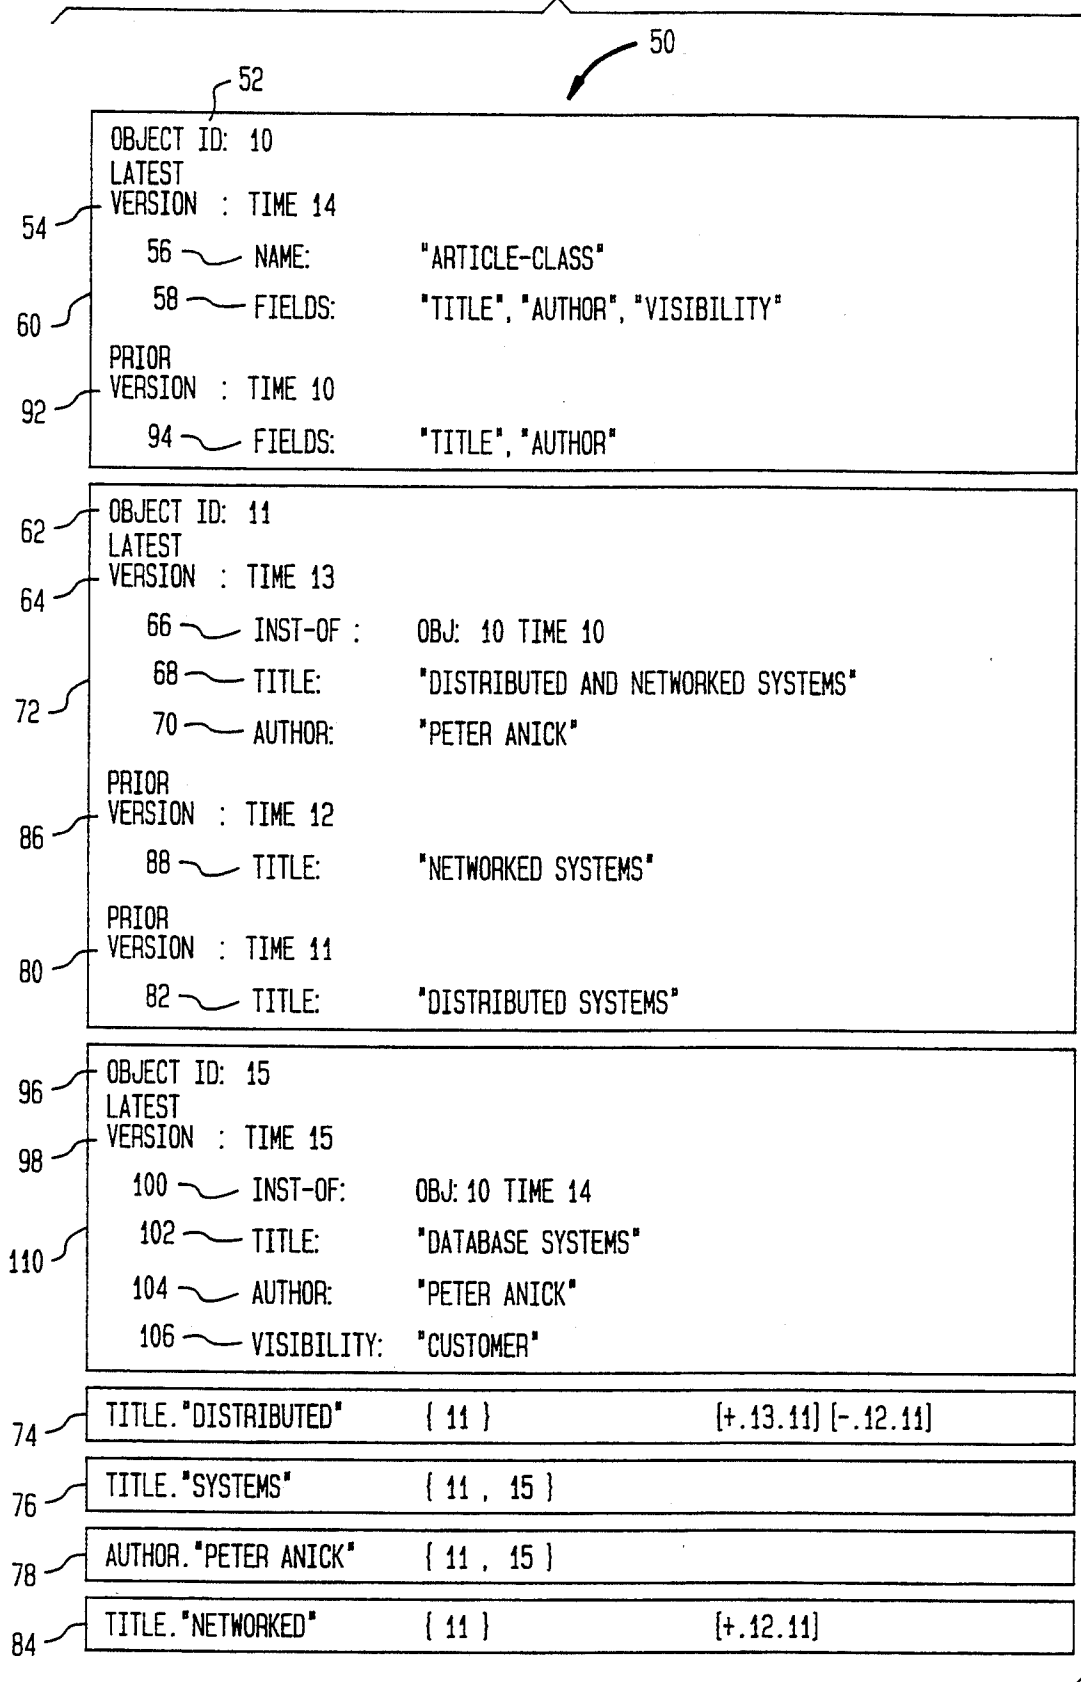 50
52
OBJECT ID: 10
LATEST
54 VERSION : TIME 14
56 NAME: "ARTICLE-CLASS"
58 FIELDS: "TITLE", "AUTHOR", "VISIBILITY"
60
PRIOR
92 VERSION : TIME 10
94 FIELDS: "TITLE", "AUTHOR"
62 OBJECT ID: 11
LATEST
64 VERSION : TIME 13
66 INST-OF : OBJ: 10 TIME 10
68 TITLE: "DISTRIBUTED AND NETWORKED SYSTEMS"
72
70 AUTHOR: "PETER ANICK"
PRIOR
86 VERSION : TIME 12
88 TITLE: "NETWORKED SYSTEMS"
PRIOR
80 VERSION : TIME 11
82 TITLE: "DISTRIBUTED SYSTEMS"
96 OBJECT ID: 15
LATEST
98 VERSION : TIME 15
100 INST-OF: OBJ: 10 TIME 14
102 TITLE: "DATABASE SYSTEMS"
110
104 AUTHOR: "PETER ANICK"
106 VISIBILITY: "CUSTOMER"
74 TITLE."DISTRIBUTED" { 11 } [+.13.11] [-.12.11]
76 TITLE."SYSTEMS" { 11 , 15 }
78 AUTHOR."PETER ANICK" { 11 , 15 }
84 TITLE."NETWORKED" { 11 } [+.12.11]